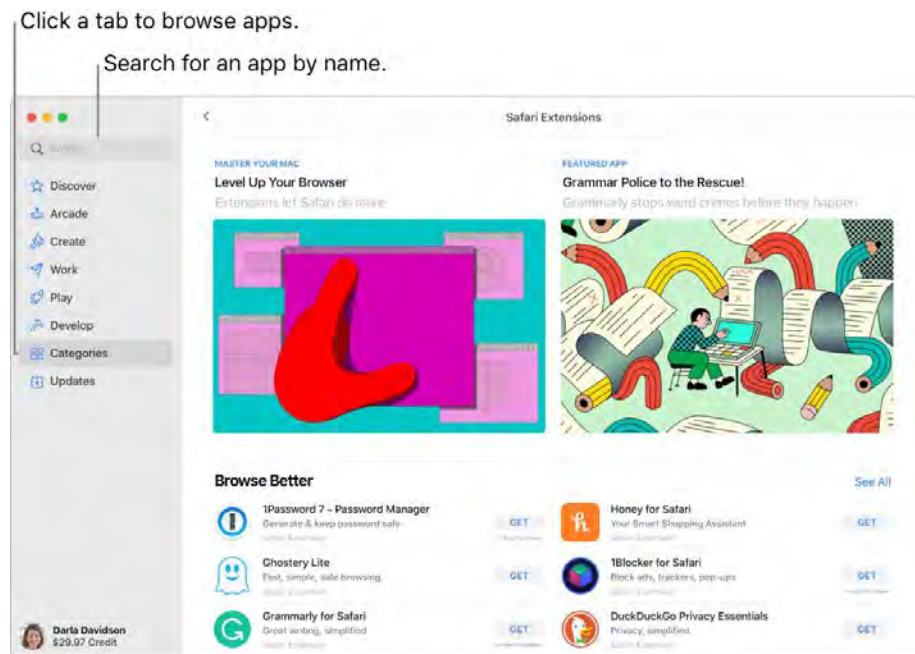 Click a tab to browse apps.
Search for an app by name.
Safari Extensions
Discover
Arcade
Create
Work
Play
Develop
Categories
Updates
MASTER YOUR MAC
Level Up Your Browser
Extensions let Safari do more
FEATURED APP
Grammar Police to the Rescue!
Grammarly stops word crimes before they happen
Browse Better
See All
1Password 7 - Password Manager
Generate & keep password safe
GET
Honey for Safari
Your Smart Shopping Assistant
GET
Ghostery Lite
Fast, simple, safe browsing
GET
1Blocker for Safari
Block ads, trackers, pop-ups
GET
Grammarly for Safari
Great writing, simplified
GET
DuckDuckGo Privacy Essentials
Privacy, simplified
GET
Darla Davidson
$29.97 Credit